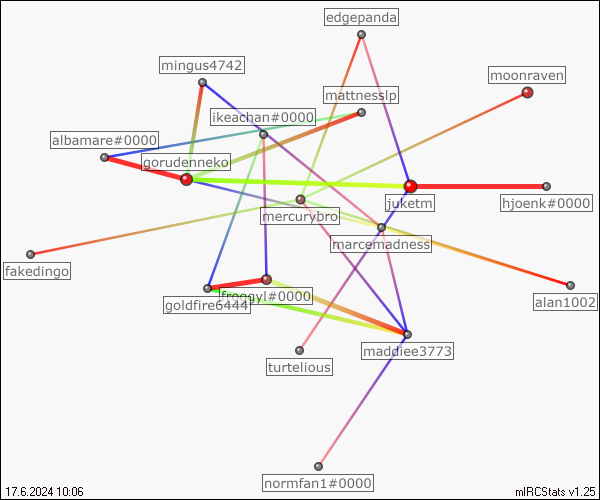 edgepanda
mingus4742
moonraven
mattnesslp
ikeachan#0000
albamare#0000
gorudenneko
juketm
hjoenk#0000
mercurybro
marcemadness
fakedingo
froggyl#0000
goldfire6444
alan1002
maddiee3773
turtelious
normfan1#0000
17.6.2024 10:06
mIRCStats v1.25